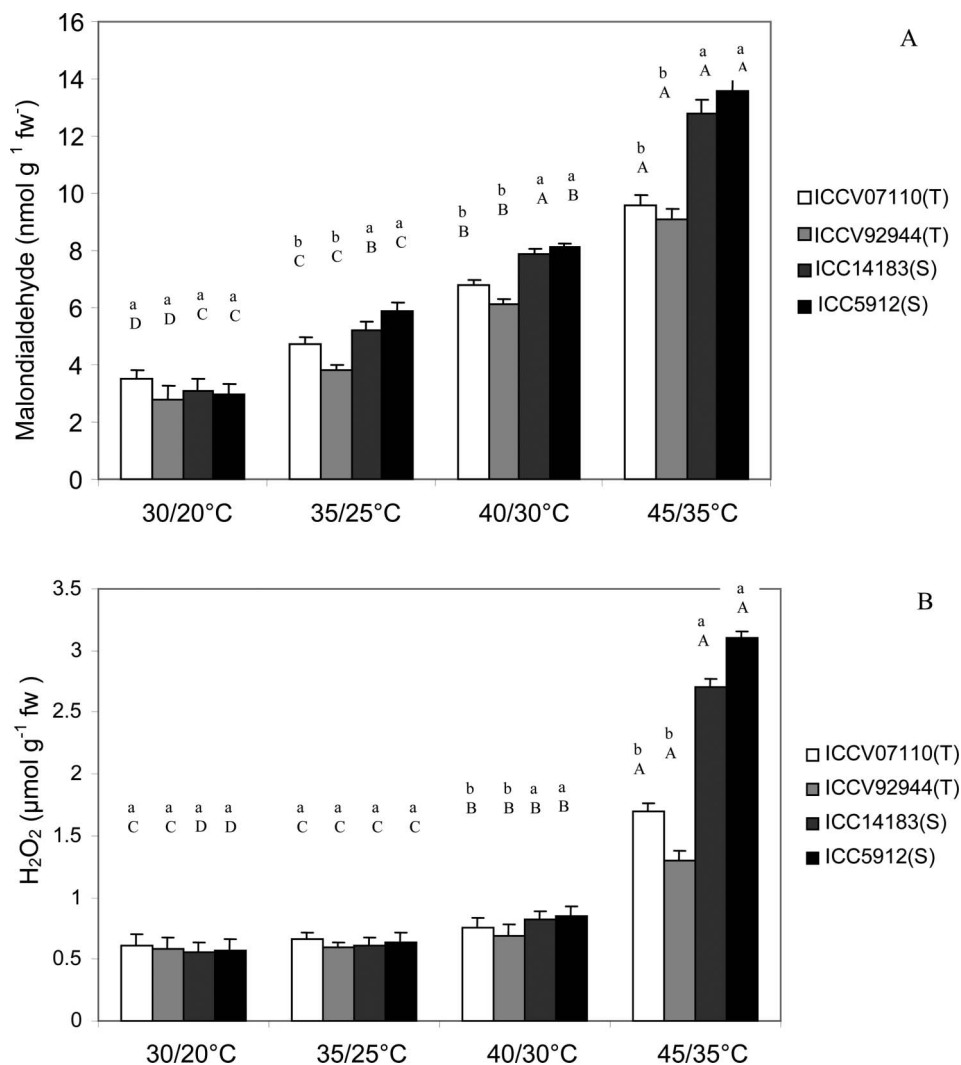 A
16
14
12
10
8
6
4
2
0
Malondialdehyde (nmol g⁻¹ fw⁻)
a a a a
D D C C
b b a a
C C B C
b b a a
B B A B
b b a a
A A A A
30/20°C 35/25°C 40/30°C 45/35°C
ICCV07110(T)
ICCV92944(T)
ICC14183(S)
ICC5912(S)
B
3.5
3
2.5
2
1.5
1
0.5
0
H₂O₂ (µmol g⁻¹ fw)
a a a a
C C D D
a a a a
C C C C
b b a a
B B B B
b b a a
A A A A
30/20°C 35/25°C 40/30°C 45/35°C
ICCV07110(T)
ICCV92944(T)
ICC14183(S)
ICC5912(S)